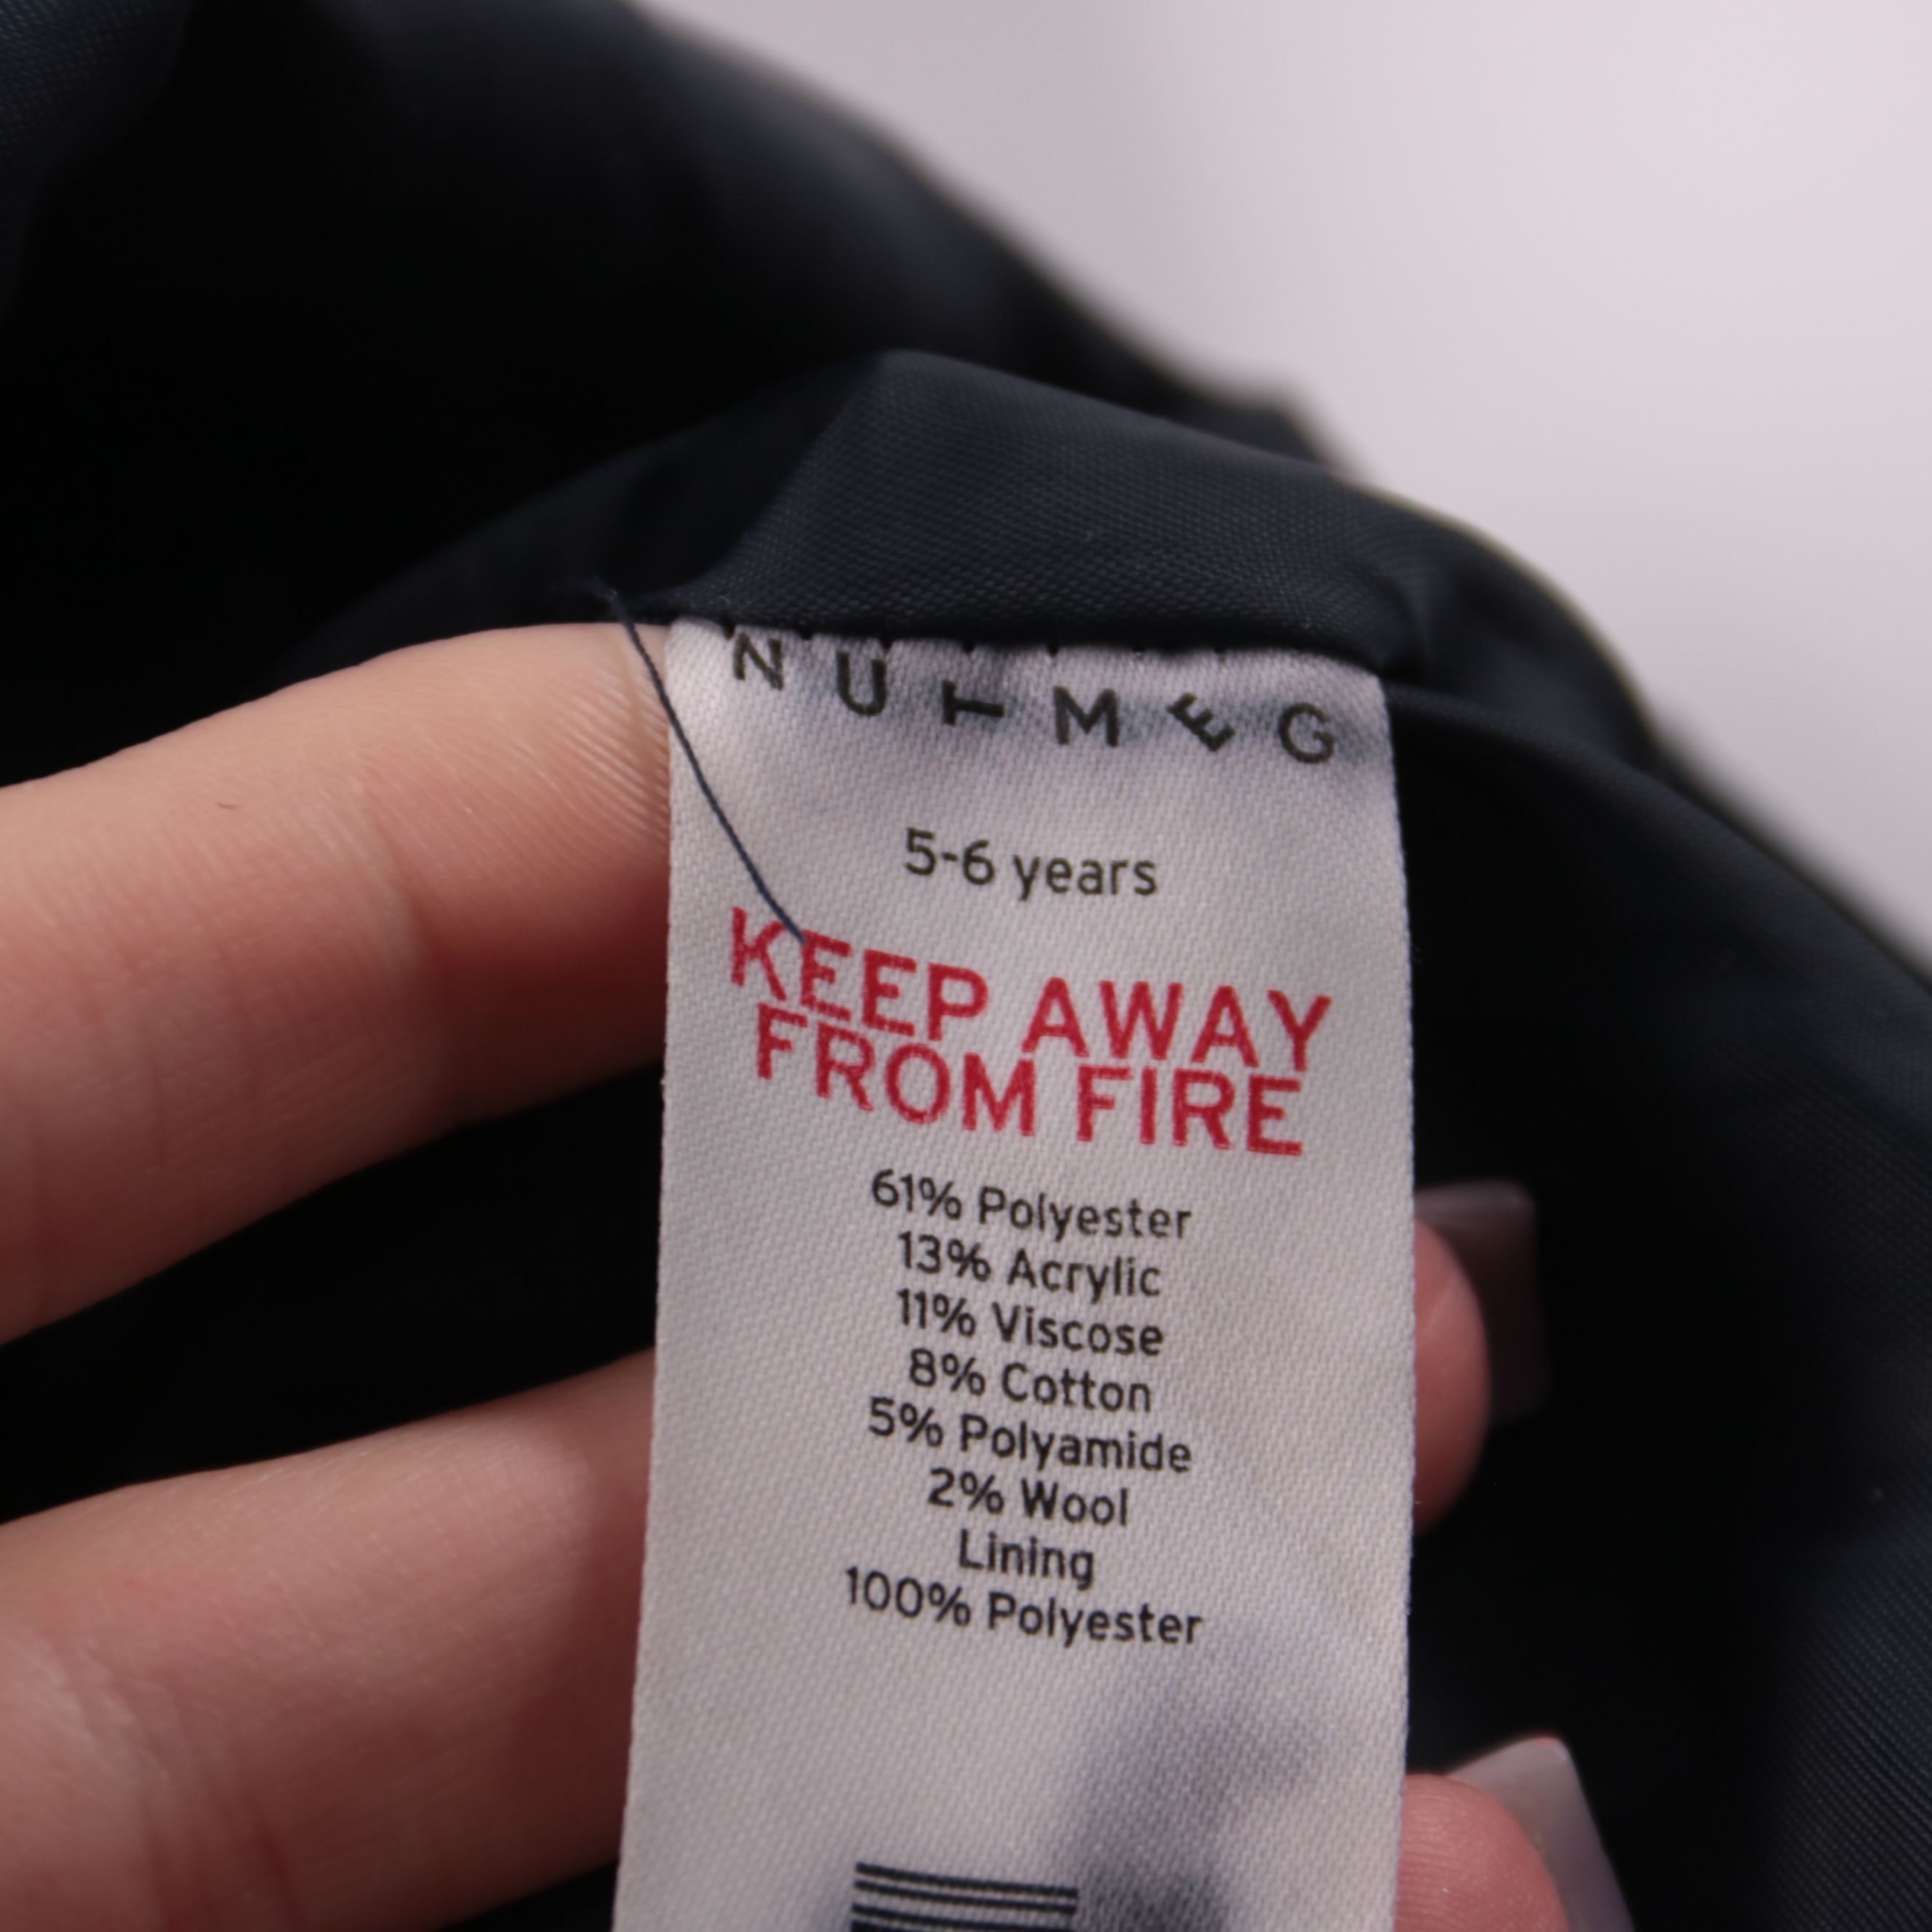 NUTMEG
5-6 years
KEEP AWAY
FROM FIRE
61% Polyester
13% Acrylic
11% Viscose
8% Cotton
5% Polyamide
2% Wool
Lining
100% Polyester